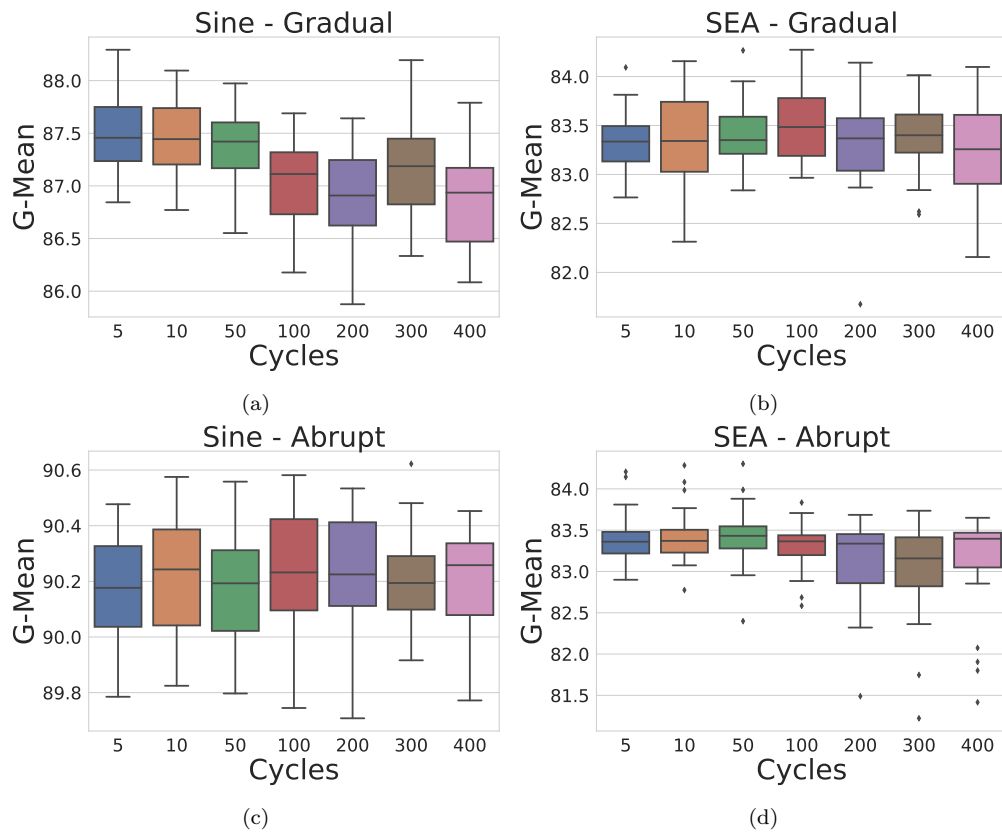 Sine - Gradual
G-Mean
88.0
87.5
87.0
86.5
86.0
5 10 50 100 200 300 400
Cycles
(a)
SEA - Gradual
G-Mean
84.0
83.5
83.0
82.5
82.0
5 10 50 100 200 300 400
Cycles
(b)
Sine - Abrupt
G-Mean
90.6
90.4
90.2
90.0
89.8
5 10 50 100 200 300 400
Cycles
(c)
SEA - Abrupt
G-Mean
84.0
83.5
83.0
82.5
82.0
81.5
5 10 50 100 200 300 400
Cycles
(d)